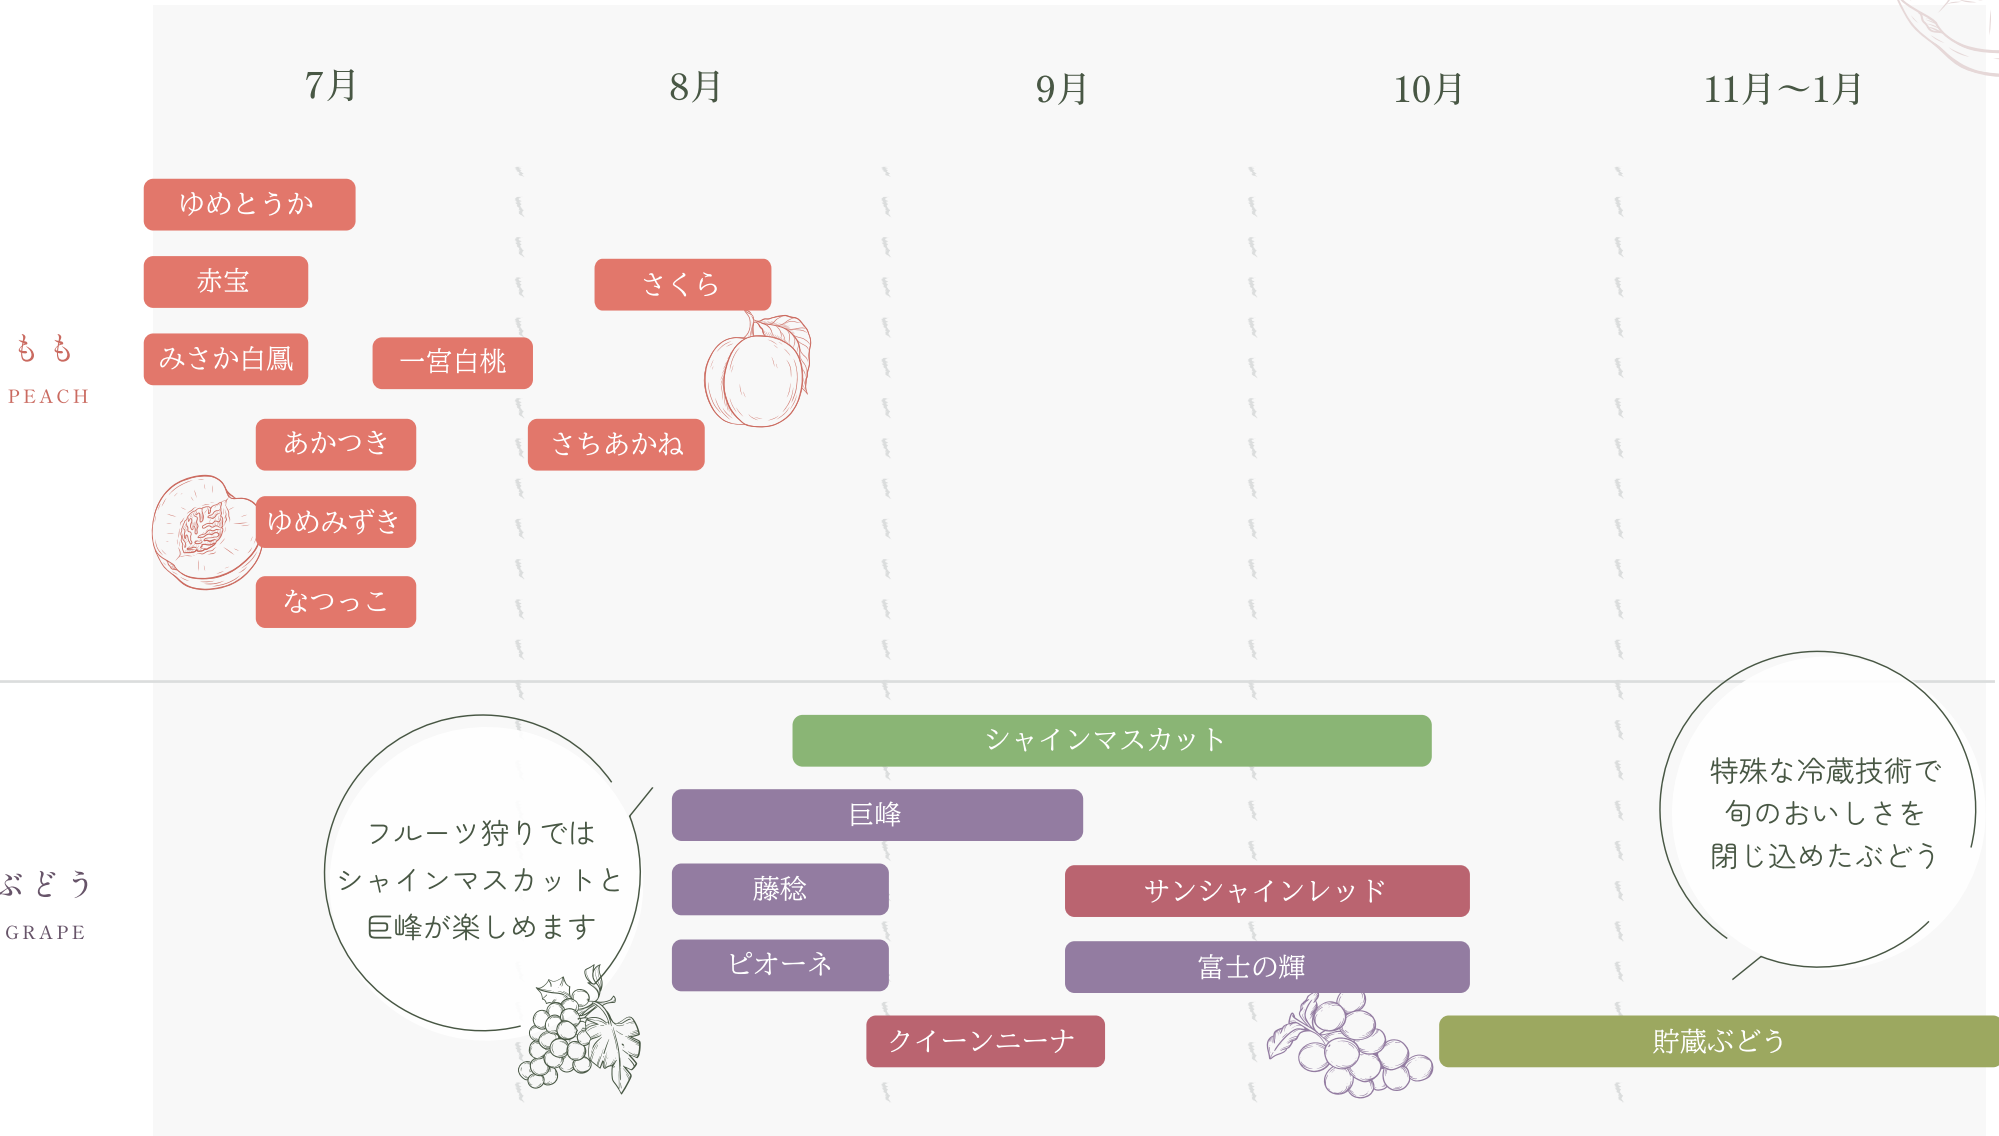 7月
8月
9月
10月
11月〜1月
もも
PEACH
ゆめとうか
赤宝
さくら
みさか白鳳
一宮白桃
あかつき
さちあかね
ゆめみずき
なつっこ
ぶどう
GRAPE
フルーツ狩りでは
シャインマスカットと
巨峰が楽しめます
シャインマスカット
巨峰
藤稔
サンシャインレッド
ピオーネ
富士の輝
クイーンニーナ
貯蔵ぶどう
特殊な冷蔵技術で
旬のおいしさを
閉じ込めたぶどう